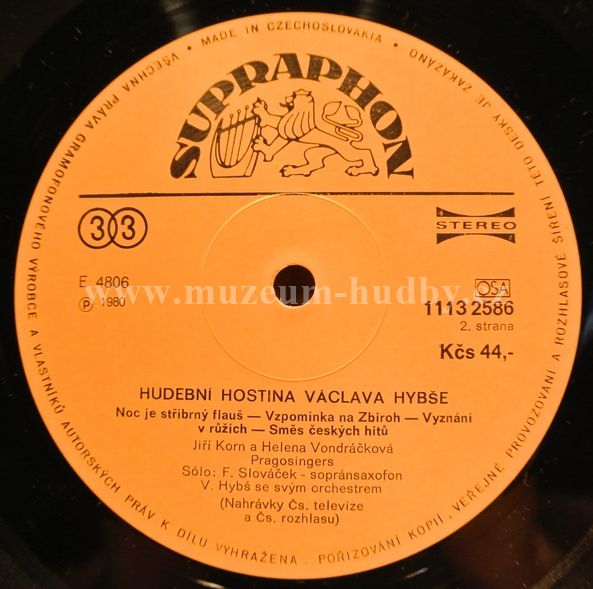 VŠECHNA PRÁVA GRAMOFONOVÉHO VÝROBCE A VLASTNÍKŮ AUTORSKÝCH PRÁV K DÍLU VYHRAŽENA. POŘIZOVÁNÍ KOPIÍ, VEŘEJNÉ PROVOZOVÁNÍ A ROZHLASOVÉ ŠÍŘENÍ TÉTO DESKY JE ZAKÁZÁNO • MADE IN CZECHOSLOVAKIA •
SUPRAPHON
33
STEREO
E 4806
OSA
www.muzeum-hudby.cz
℗ 1980
1113 2586
2. strana
Kčs 44,-
HUDEBNÍ HOSTINA VÁCLAVA HYBŠE
Noc je stříbrný flauš — Vzpomínka na Zbiroh — Vyznání
v růžích — Směs českých hitů
Jiří Korn a Helena Vondráčková
Pragosingers
Sólo: F. Slováček - sopránsaxofon
V. Hybš se svým orchestrem
(Nahrávky Čs. televize
a Čs. rozhlasu)